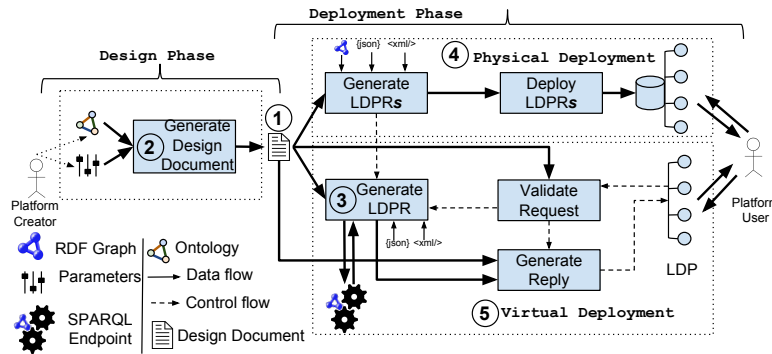 Deployment Phase
Design Phase
{json} <xml/>
4 Physical Deployment
Generate
LDPRs
Deploy
LDPRs
1
2
Generate
Design
Document
3
Generate
LDPR
{json} <xml/>
Validate
Request
Generate
Reply
LDP
5 Virtual Deployment
Platform
Creator
Platform
User
RDF Graph
Ontology
Parameters
Data flow
Control flow
SPARQL
Endpoint
Design Document